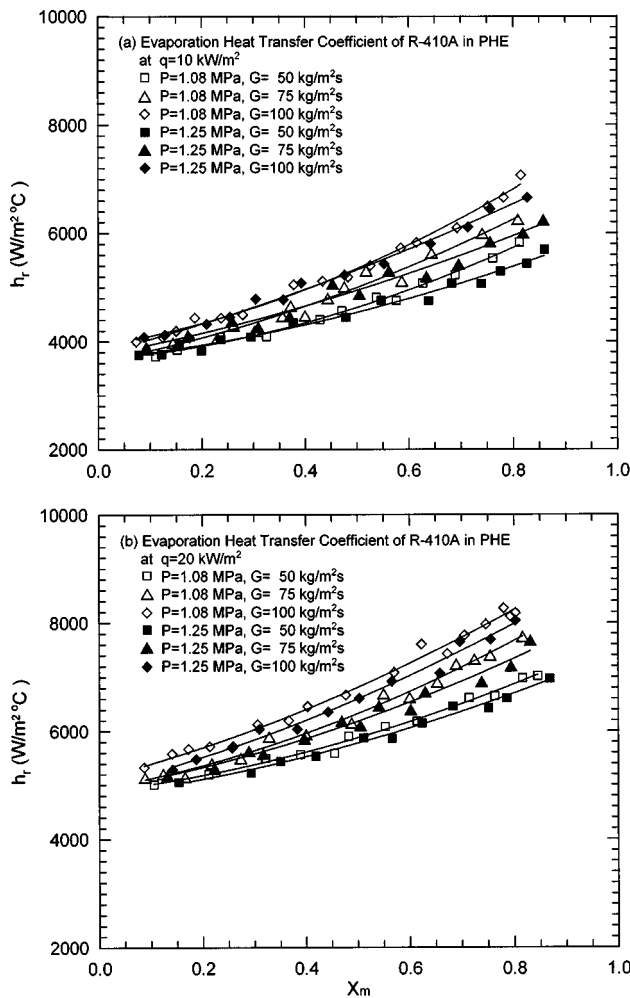 10000
(a) Evaporation Heat Transfer Coefficient of R-410A in PHE
at q=10 kW/m²
P=1.08 MPa, G= 50 kg/m²s
P=1.08 MPa, G= 75 kg/m²s
P=1.08 MPa, G=100 kg/m²s
P=1.25 MPa, G= 50 kg/m²s
P=1.25 MPa, G= 75 kg/m²s
P=1.25 MPa, G=100 kg/m²s
8000
6000
4000
2000
hr (W/m² °C)
0.0 0.2 0.4 0.6 0.8 1.0
10000
(b) Evaporation Heat Transfer Coefficient of R-410A in PHE
at q=20 kW/m²
P=1.08 MPa, G= 50 kg/m²s
P=1.08 MPa, G= 75 kg/m²s
P=1.08 MPa, G=100 kg/m²s
P=1.25 MPa, G= 50 kg/m²s
P=1.25 MPa, G= 75 kg/m²s
P=1.25 MPa, G=100 kg/m²s
8000
6000
4000
2000
hr (W/m² °C)
0.0 0.2 0.4 0.6 0.8 1.0
Xm